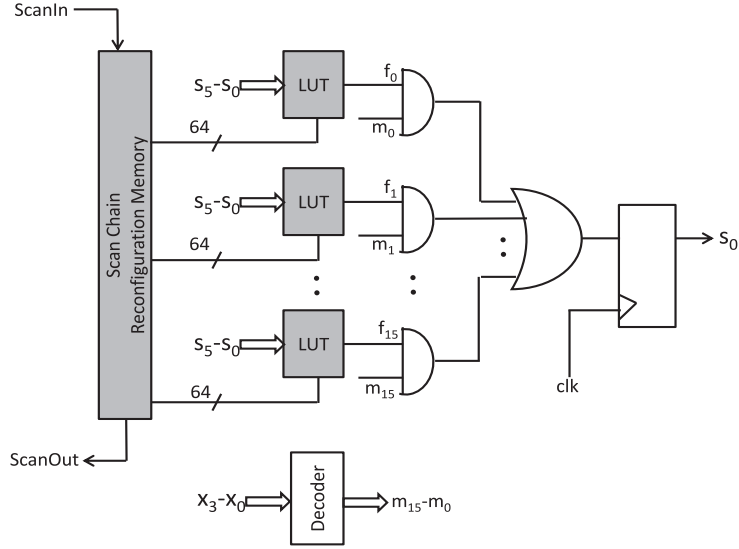 ScanIn
Scan Chain
Reconfiguration Memory
s₅-s₀
LUT
f₀
m₀
64
s₅-s₀
LUT
f₁
m₁
64
s₅-s₀
LUT
f₁₅
m₁₅
64
s₀
clk
ScanOut
x₃-x₀
Decoder
m₁₅-m₀